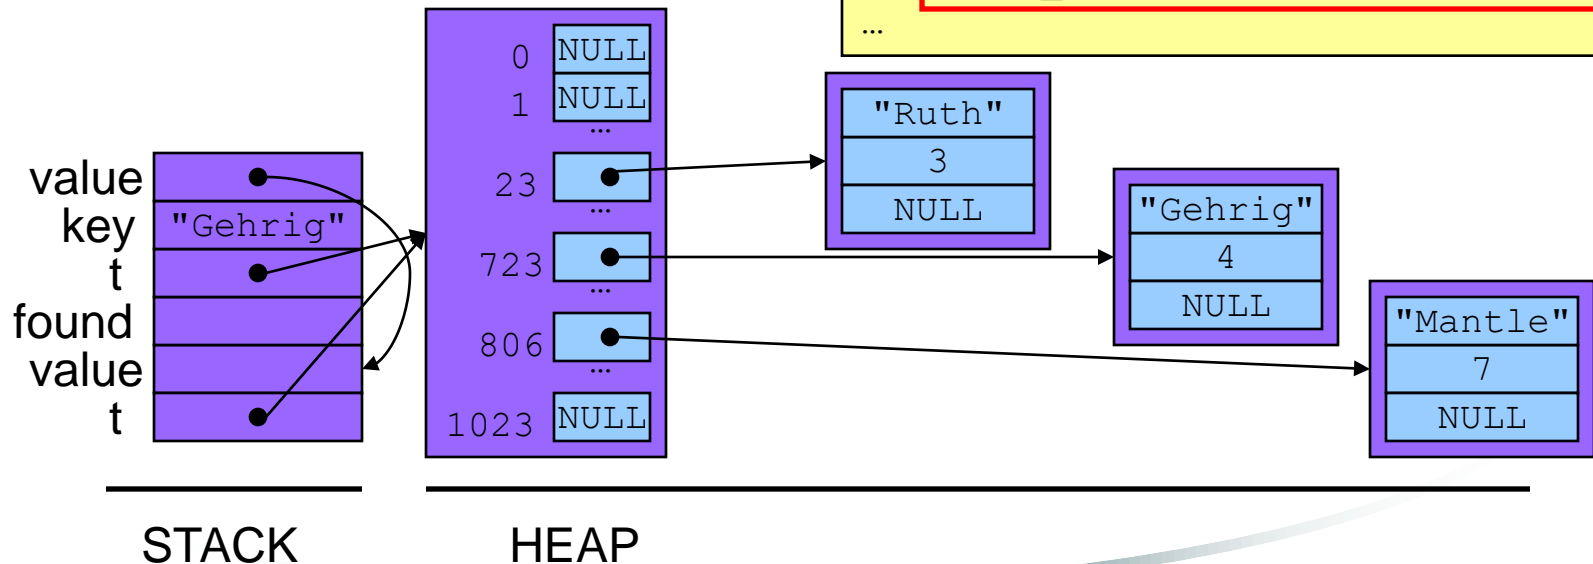 ...
0 NULL
1 NULL
...
23
...
723
...
806
...
1023 NULL
"Ruth"
3
NULL
"Gehrig"
4
NULL
"Mantle"
7
NULL
value
key "Gehrig"
t
found
value
t
STACK
HEAP